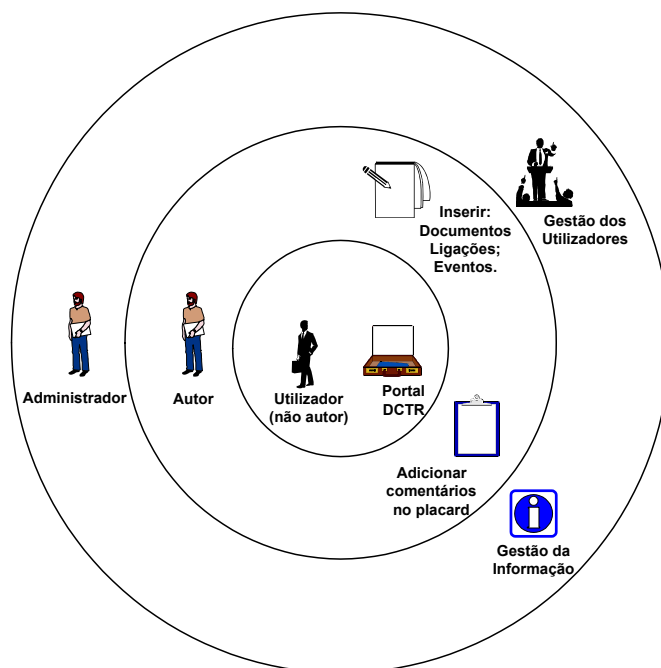 Inserir:
Documentos
Ligações;
Eventos.
Gestão dos
Utilizadores
Administrador
Autor
Utilizador
(não autor)
Portal
DCTR
Adicionar
comentários
no placard
Gestão da
Informação